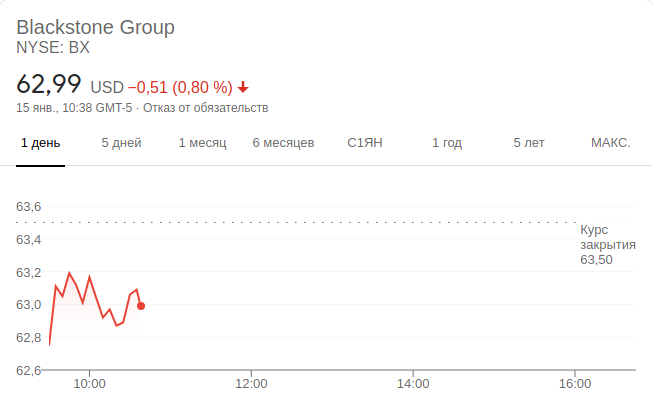 Blackstone Group
NYSE: BX
62,99 USD −0,51 (0,80 %)
15 янв., 10:38 GMT-5 · Отказ от обязательств
1 день 5 дней 1 месяц 6 месяцев С1ЯН 1 год 5 лет МАКС.
63,6
63,4
63,2
63,0
62,8
62,6
Курс
закрытия
63,50
10:00 12:00 14:00 16:00